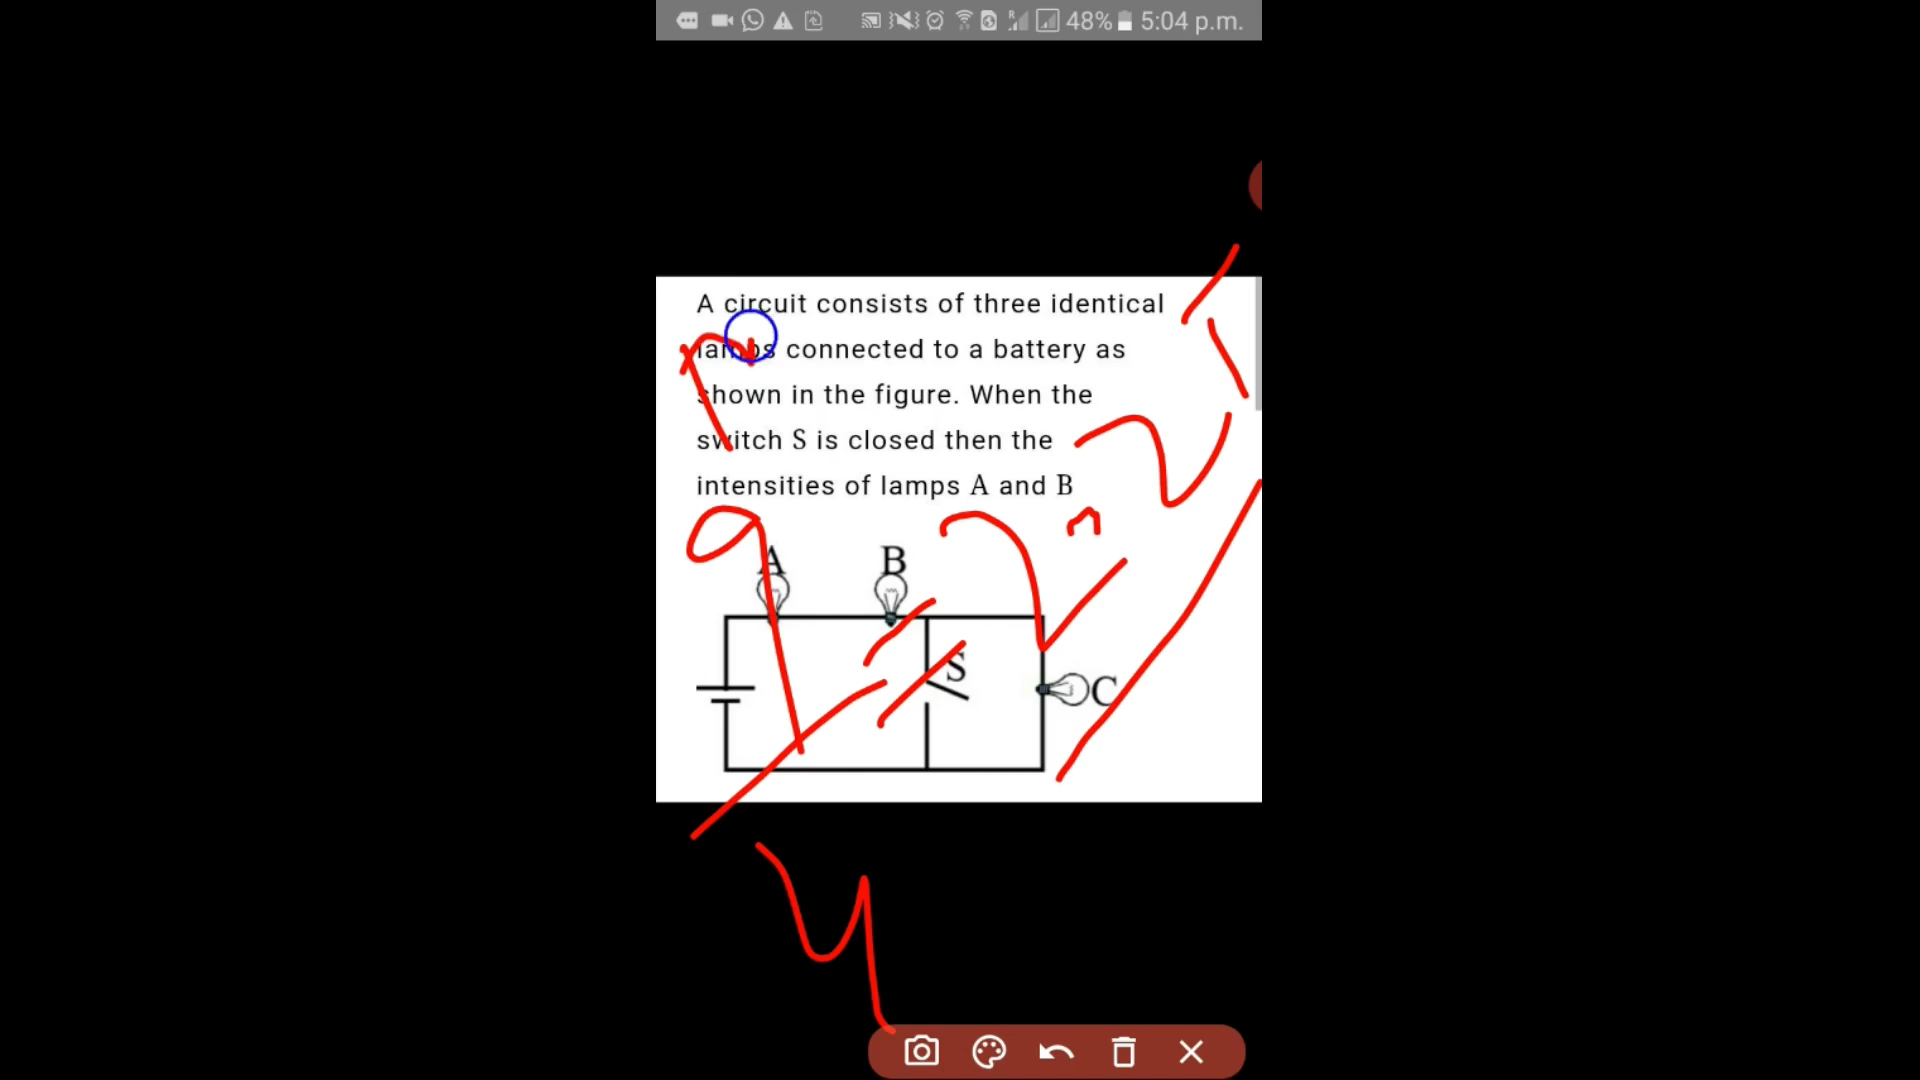 48% 5:04 p.m.
A circuit consists of three identical
lamps connected to a battery as
shown in the figure. When the
switch S is closed then the
intensities of lamps A and B
A B
S
C